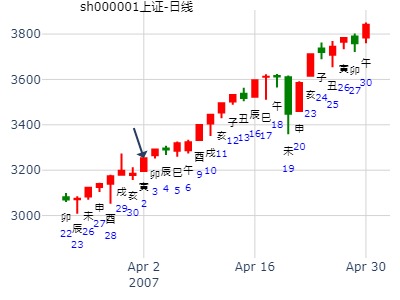 sh000001上证-日线
3800
3600
3400
3200
3000
卯 22
辰 23
未 26
申 27
酉 28
戌 29
亥 30
寅 2
卯 3
辰 4
巳 5
午 6
酉 9
戌 10
亥 11
子 12
丑 13
辰 16
巳 17
午 18
未 19
申 20
亥 23
子 24
丑 25
寅 26
卯 27
午 30
Apr 2
2007
Apr 16
Apr 30